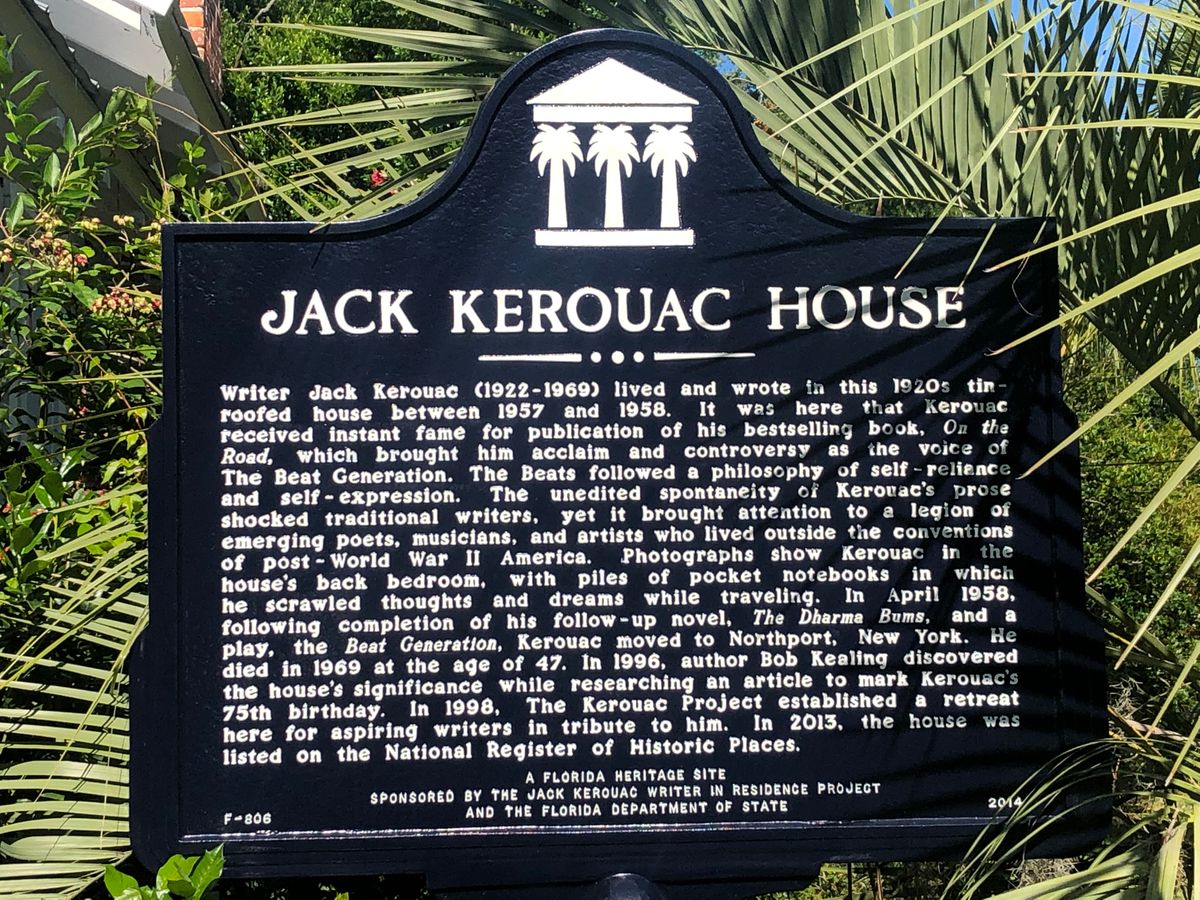 JACK KEROUAC HOUSE
Writer Jack Kerouac (1922-1969) lived and wrote in this 1920s tin-
roofed house between 1957 and 1958. It was here that Kerouac
received instant fame for publication of his bestselling book, On the
Road, which brought him acclaim and controversy as the voice of
The Beat Generation. The Beats followed a philosophy of self-reliance
and self-expression. The unedited spontaneity of Kerouac's prose
shocked traditional writers, yet it brought attention to a legion of
emerging poets, musicians, and artists who lived outside the conventions
of post-World War II America. Photographs show Kerouac in the
house's back bedroom, with piles of pocket notebooks in which
he scrawled thoughts and dreams while traveling. In April 1958,
following completion of his follow-up novel, The Dharma Bums, and a
play, the Beat Generation, Kerouac moved to Northport, New York. He
died in 1969 at the age of 47. In 1996, author Bob Kealing discovered
the house's significance while researching an article to mark Kerouac's
75th birthday. In 1998, The Kerouac Project established a retreat
here for aspiring writers in tribute to him. In 2013, the house was
listed on the National Register of Historic Places.
A FLORIDA HERITAGE SITE
SPONSORED BY THE JACK KEROUAC WRITER IN RESIDENCE PROJECT
AND THE FLORIDA DEPARTMENT OF STATE
F-806 2014